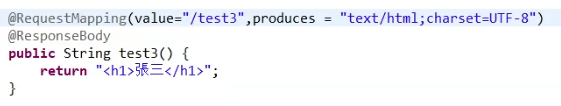 @RequestMapping(value="/test3",produces = "text/html;charset=UTF-8")
@ResponseBody
public String test3() {
    return "<h1>張三</h1>";
}